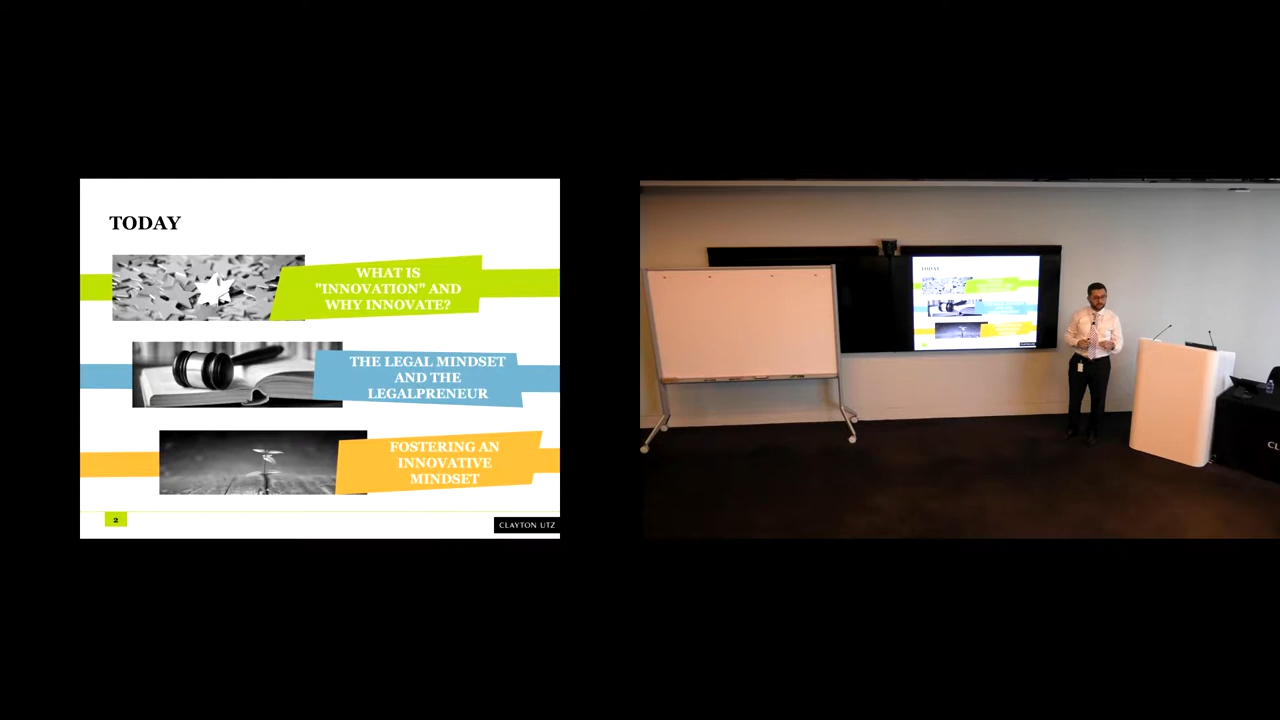 TODAY
WHAT IS
"INNOVATION" AND
WHY INNOVATE?
THE LEGAL MINDSET
AND THE
LEGALPRENEUR
FOSTERING AN
INNOVATIVE
MINDSET
2
CLAYTON UTZ
TODAY